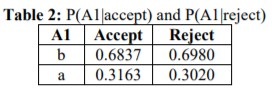 Table 2: P(A1|accept) and P(A1|reject)
A1 Accept Reject
b 0.6837 0.6980
a 0.3163 0.3020